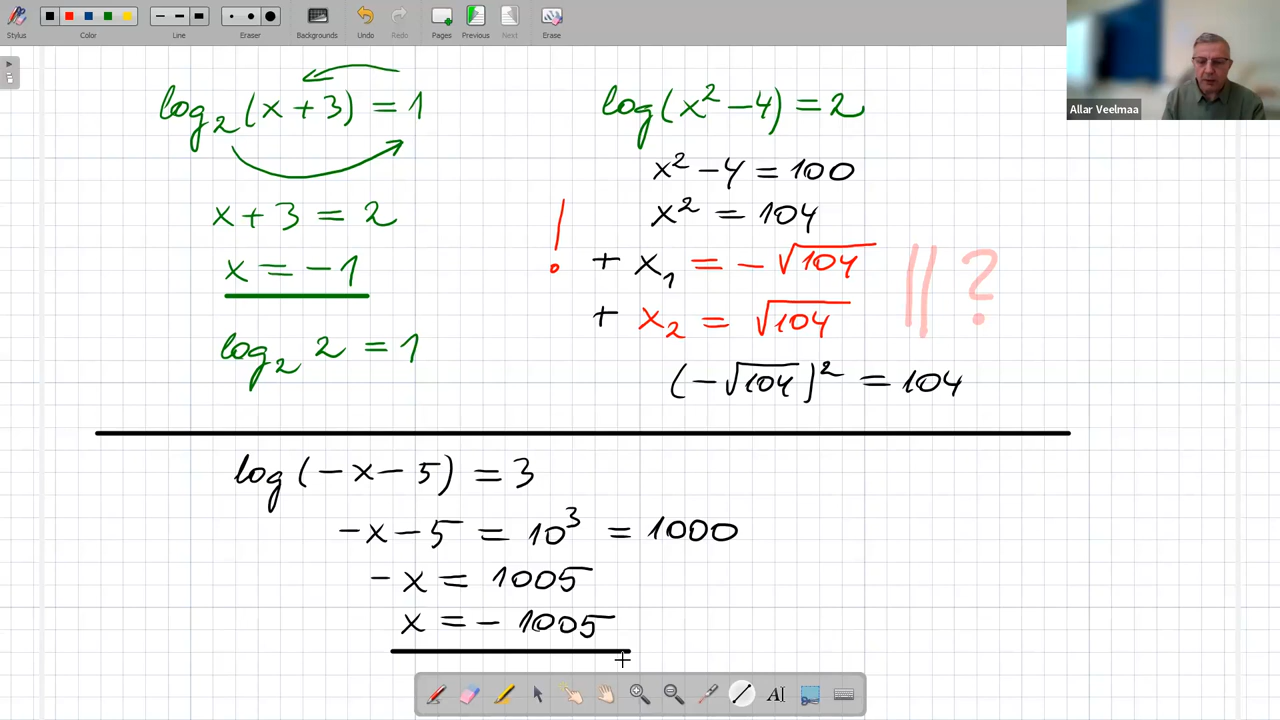 Stylus Color Line Eraser Backgrounds Undo Redo Pages Previous Next Erase
Allar Veelmaa
log₂(x+3) = 1
x + 3 = 2
x = -1
log₂ 2 = 1
log(x² - 4) = 2
x² - 4 = 100
x² = 104
! + x₁ = -√104 || ?
+ x₂ = √104
(-√104)² = 104
log(-x-5) = 3
-x-5 = 10³ = 1000
-x = 1005
x = -1005
AI